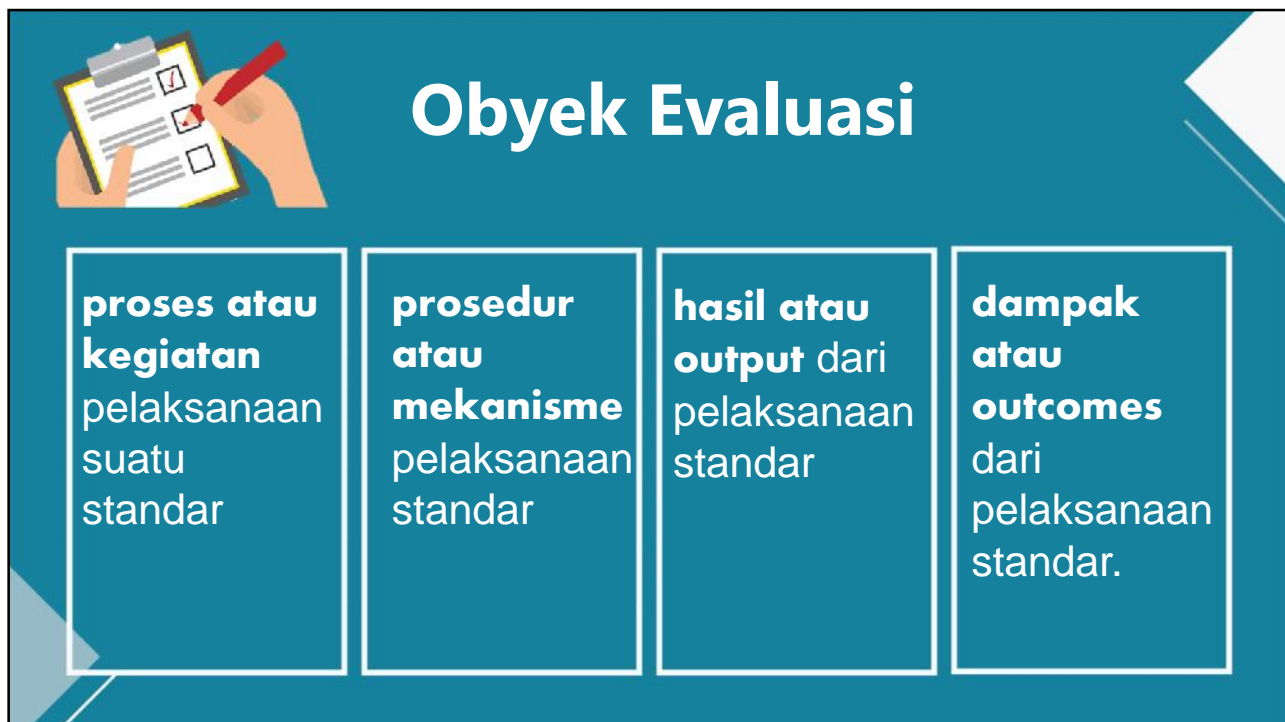 Obyek Evaluasi
proses atau
kegiatan
pelaksanaan
suatu
standar
prosedur
atau
mekanisme
pelaksanaan
standar
hasil atau
output dari
pelaksanaan
standar
dampak
atau
outcomes
dari
pelaksanaan
standar.